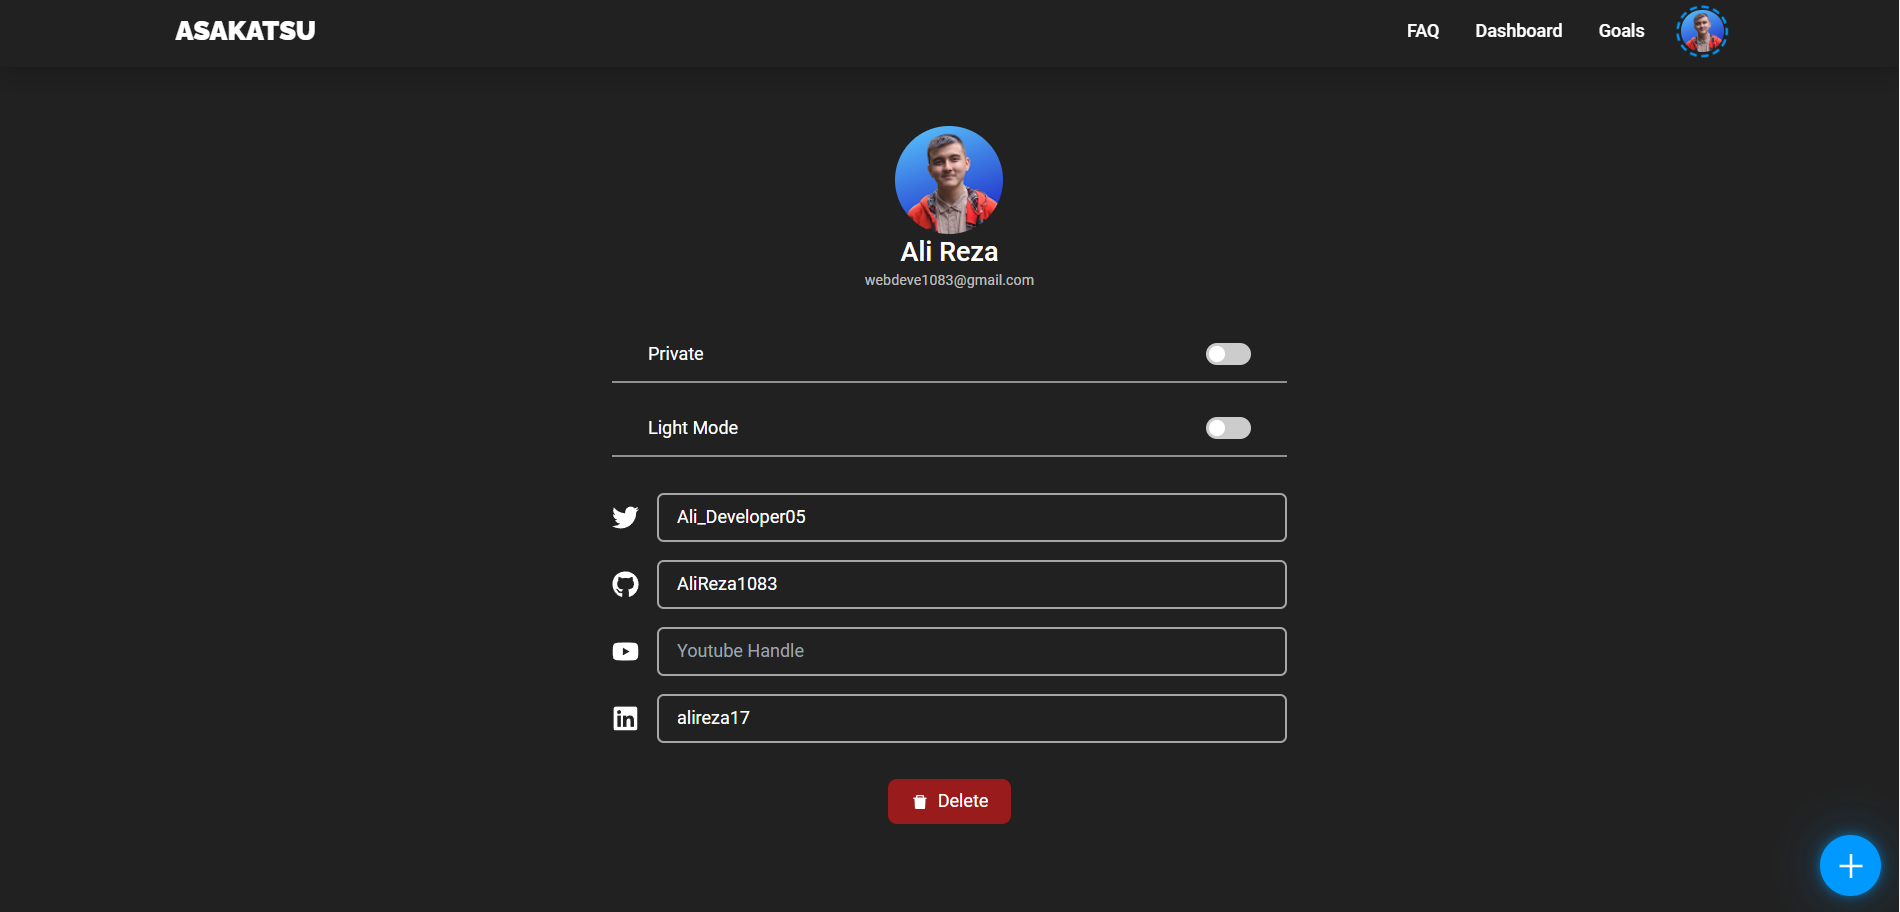 ASAKATSU
FAQ Dashboard Goals
Ali Reza
webdeve1083@gmail.com
Private
Light Mode
Ali_Developer05
AliReza1083
Youtube Handle
alireza17
Delete